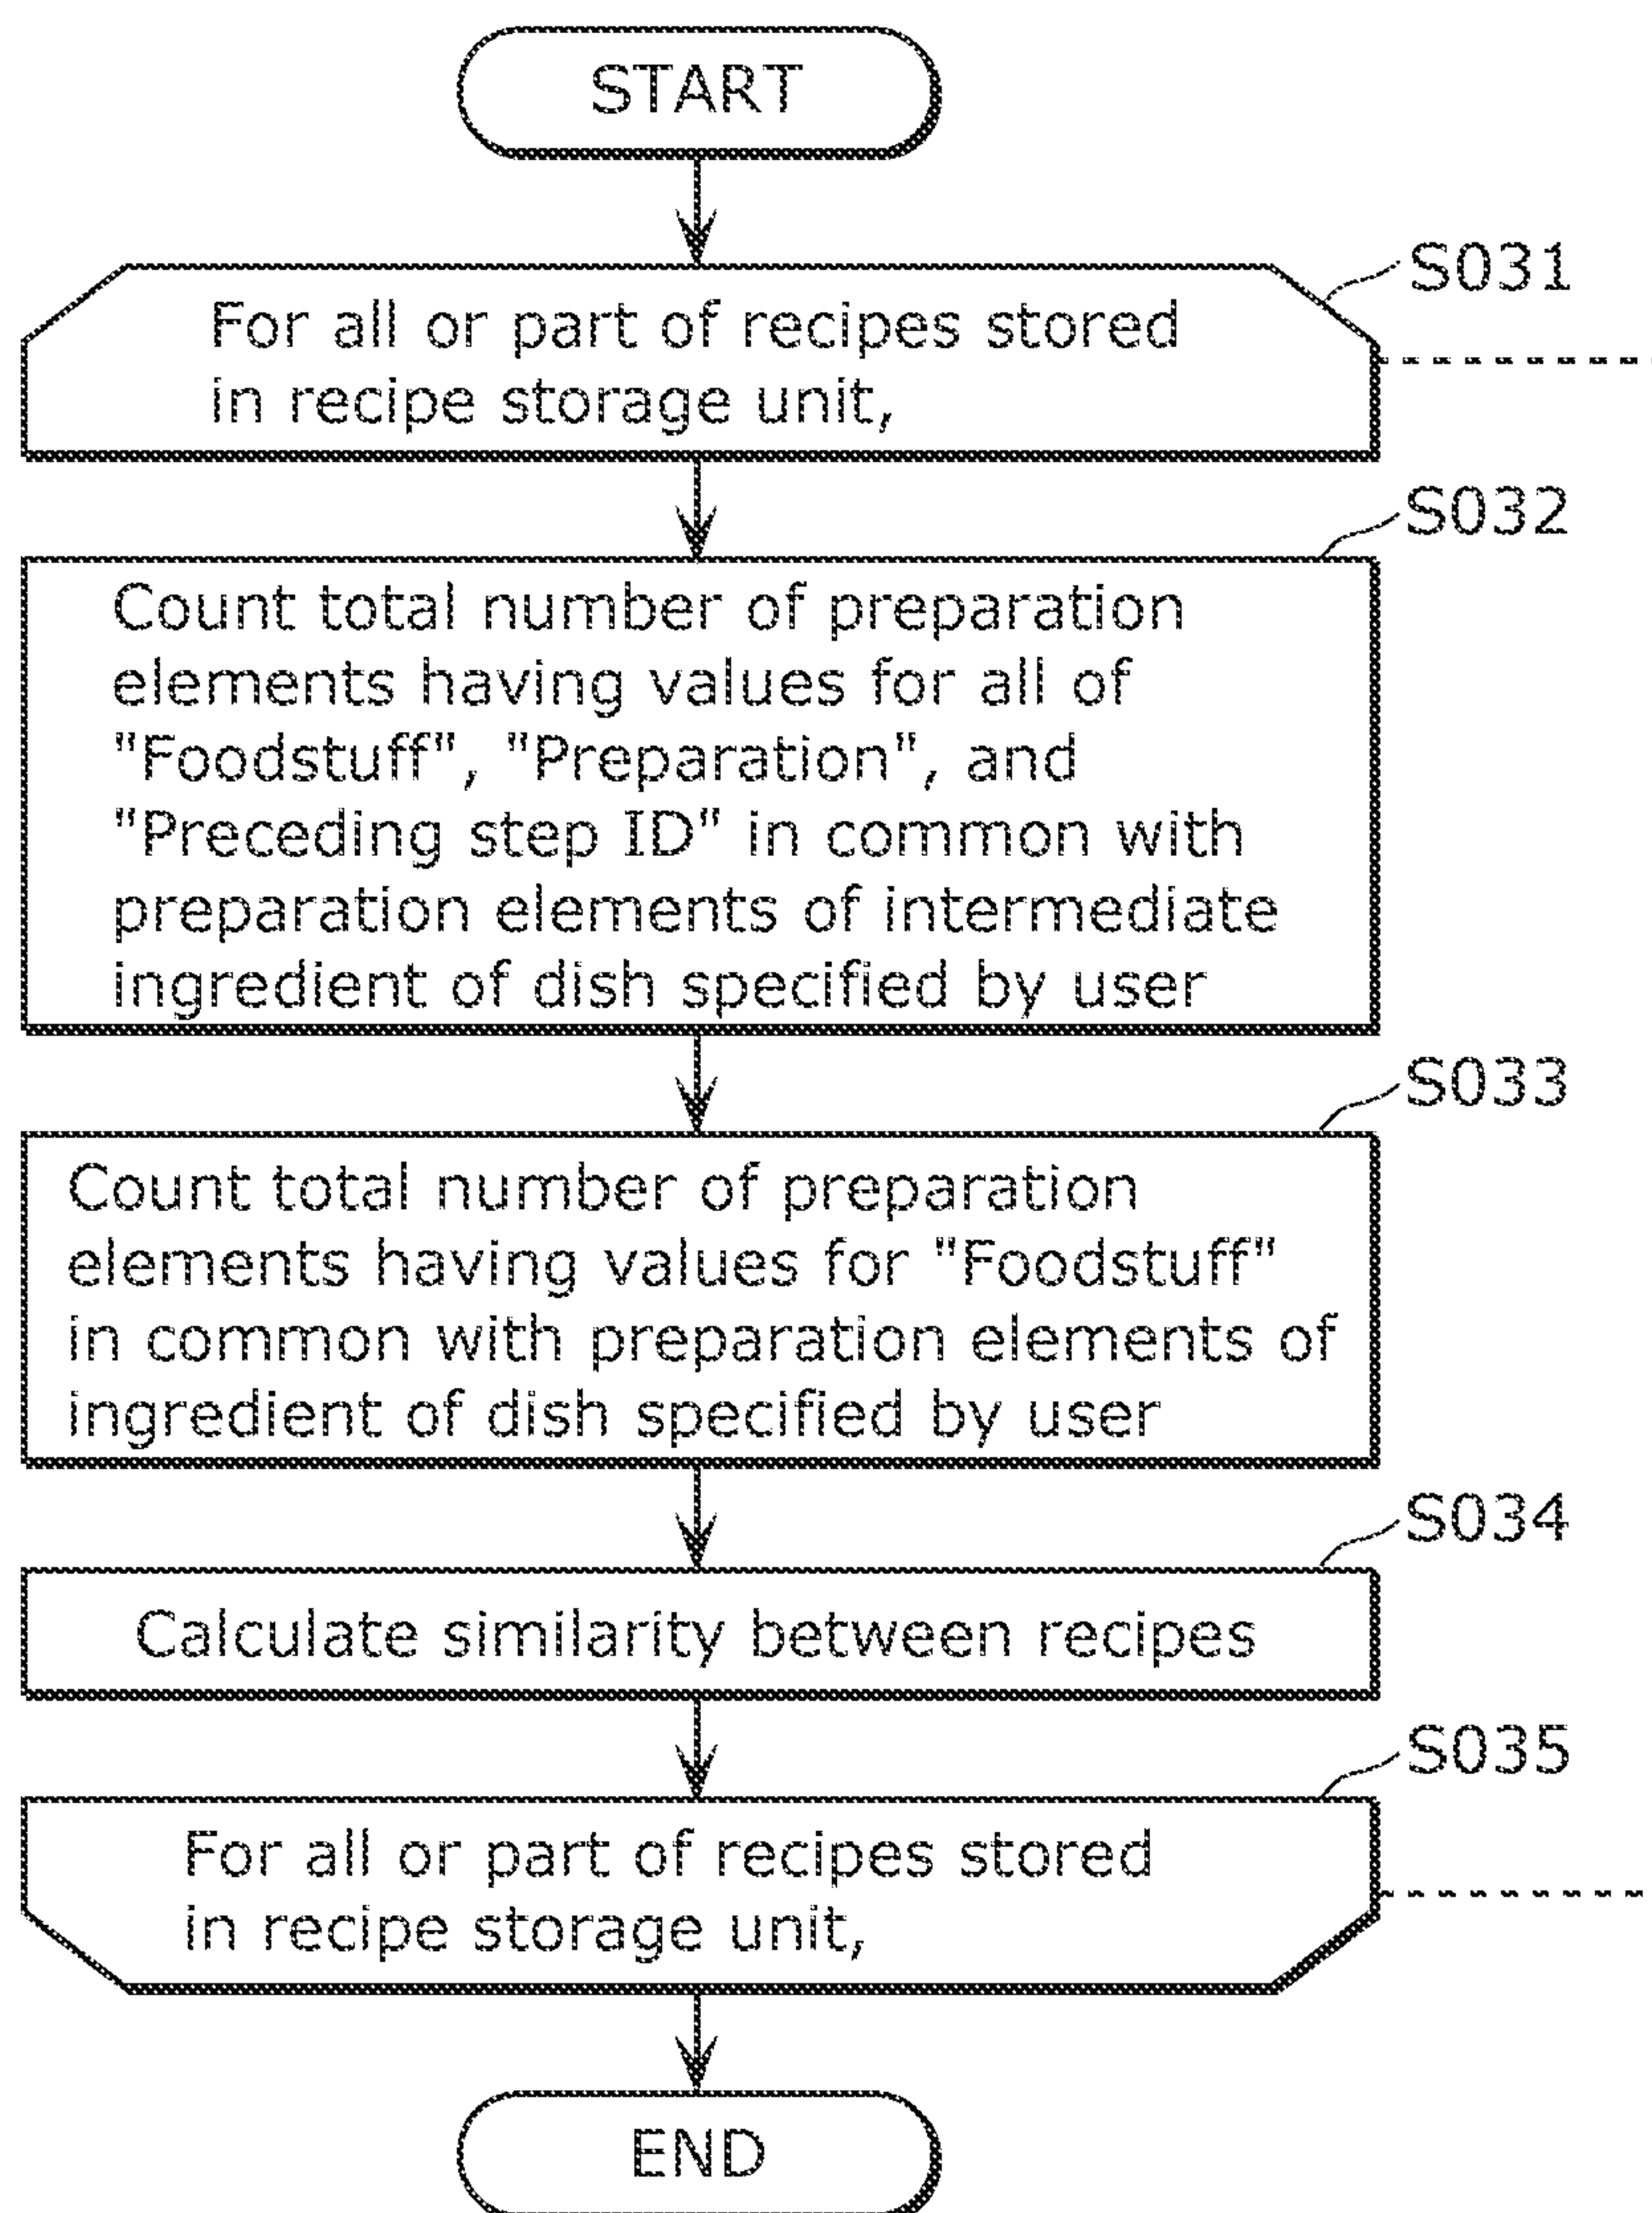 START
S031
For all or part of recipes stored
in recipe storage unit,
S032
Count total number of preparation
elements having values for all of
"Foodstuff", "Preparation", and
"Preceding step ID" in common with
preparation elements of intermediate
ingredient of dish specified by user
S033
Count total number of preparation
elements having values for "Foodstuff"
in common with preparation elements of
ingredient of dish specified by user
S034
Calculate similarity between recipes
S035
For all or part of recipes stored
in recipe storage unit,
END